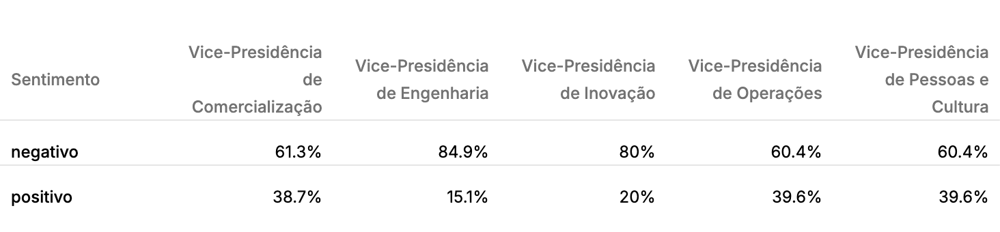 Sentimento
Vice-Presidência
de
Comercialização
Vice-Presidência
de Engenharia
Vice-Presidência
de Inovação
Vice-Presidência
de Operações
Vice-Presidência
de Pessoas e
Cultura
negativo 61.3% 84.9% 80% 60.4% 60.4%
positivo 38.7% 15.1% 20% 39.6% 39.6%